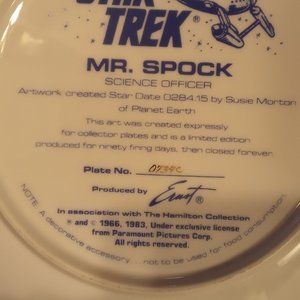 STAR
TREK®
MR. SPOCK
SCIENCE OFFICER
Artwork created Star Date 0284.15 by Susie Morton
of Planet Earth
This art was created expressly
for collector plates and is a limited edition
produced for ninety firing days, then closed forever.
Plate No.
Produced by Ernst®
In association with The Hamilton Collection
® and © 1966, 1983, Under exclusive license
from Paramount Pictures Corp.
All rights reserved.
NOTE: A decorative accessory . . . not to be used for food consumption.